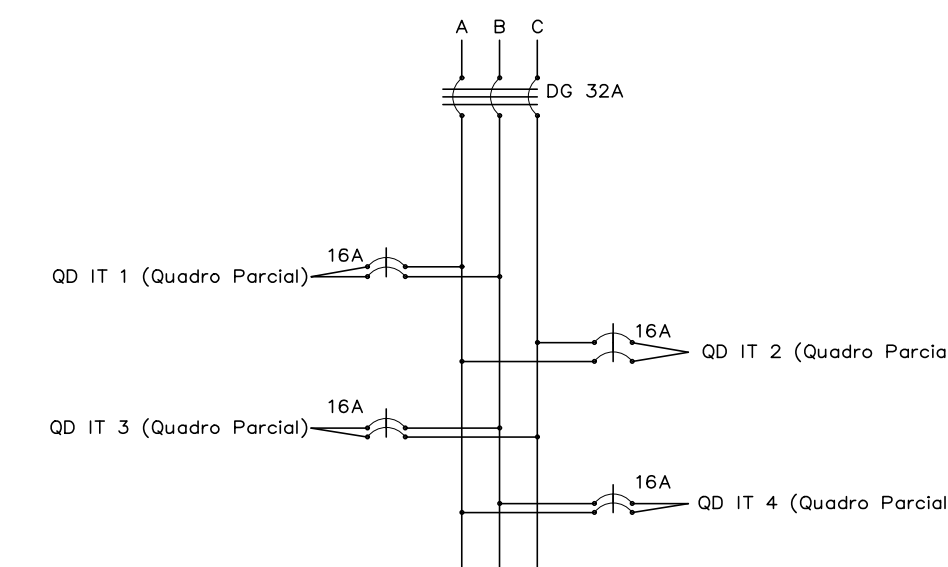 A B C
DG 32A
16A
QD IT 1 (Quadro Parcial)
16A
QD IT 2 (Quadro Parcia
16A
QD IT 3 (Quadro Parcial)
16A
QD IT 4 (Quadro Parcial